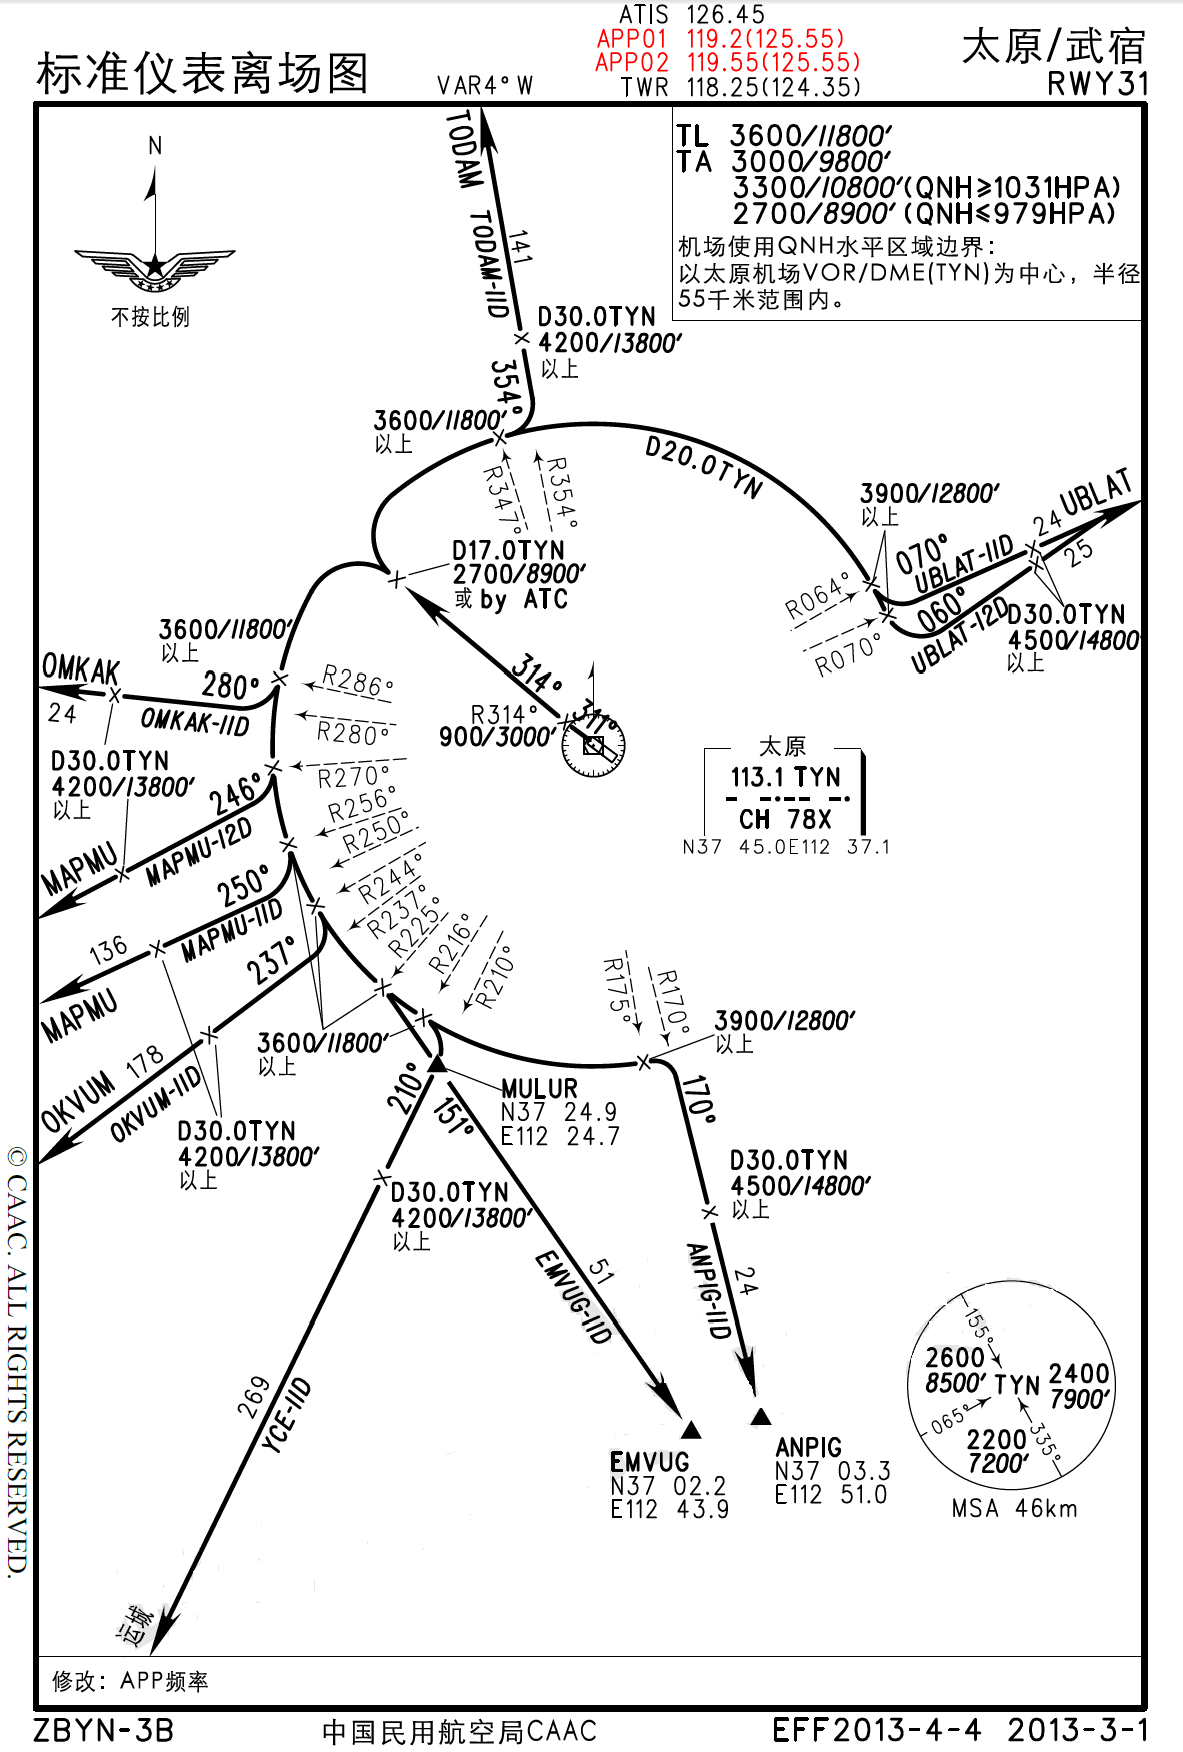 ATIS 126.45
APP01 119.2(125.55)
APP02 119.55(125.55)
TWR 118.25(124.35)
标准仪表离场图
VAR4°W
太原/武宿
RWY31
TL 3600/11800′
TA 3000/9800′
3300/10800′(QNH≥1031HPA)
2700/8900′(QNH≤979HPA)
机场使用QNH水平区域边界：
以太原机场VOR/DME(TYN)为中心，半径
55千米范围内。
N
不按比例
TODAM
TODAM-11D
141
D30.0TYN
4200/13800′
以上
354°
3600/11800′
以上
R347°
R354°
D20.0TYN
3900/12800′
以上
UBLAT
24
25
070°
UBLAT-11D
060°
UBLAT-12D
R064°
R070°
D30.0TYN
4500/14800′
以上
D17.0TYN
2700/8900′
或 by ATC
3600/11800′
以上
314°
311°
R314°
900/3000′
OMKAK
24
280°
OMKAK-11D
R286°
R280°
R270°
R256°
R250°
R244°
R237°
R225°
R216°
R210°
R175°
R170°
D30.0TYN
4200/13800′
以上
太原
113.1 TYN
CH 78X
N37 45.0E112 37.1
246°
MAPMU-12D
MAPMU
250°
MAPMU-11D
136
MAPMU
237°
178
OKVUM
OKVUM-11D
3600/11800′
以上
D30.0TYN
4200/13800′
以上
3900/12800′
以上
MULUR
N37 24.9
E112 24.7
210°
151°
170°
D30.0TYN
4200/13800′
以上
D30.0TYN
4500/14800′
以上
51
EMVUG-11D
24
ANPIG-11D
269
YCE-11D
运城
EMVUG
N37 02.2
E112 43.9
ANPIG
N37 03.3
E112 51.0
155°
2600
8500′
TYN
2400
7900′
065°
2200
7200′
335°
MSA 46km
© CAAC. ALL RIGHTS RESERVED.
修改：APP频率
ZBYN-3B
中国民用航空局CAAC
EFF2013-4-4 2013-3-1